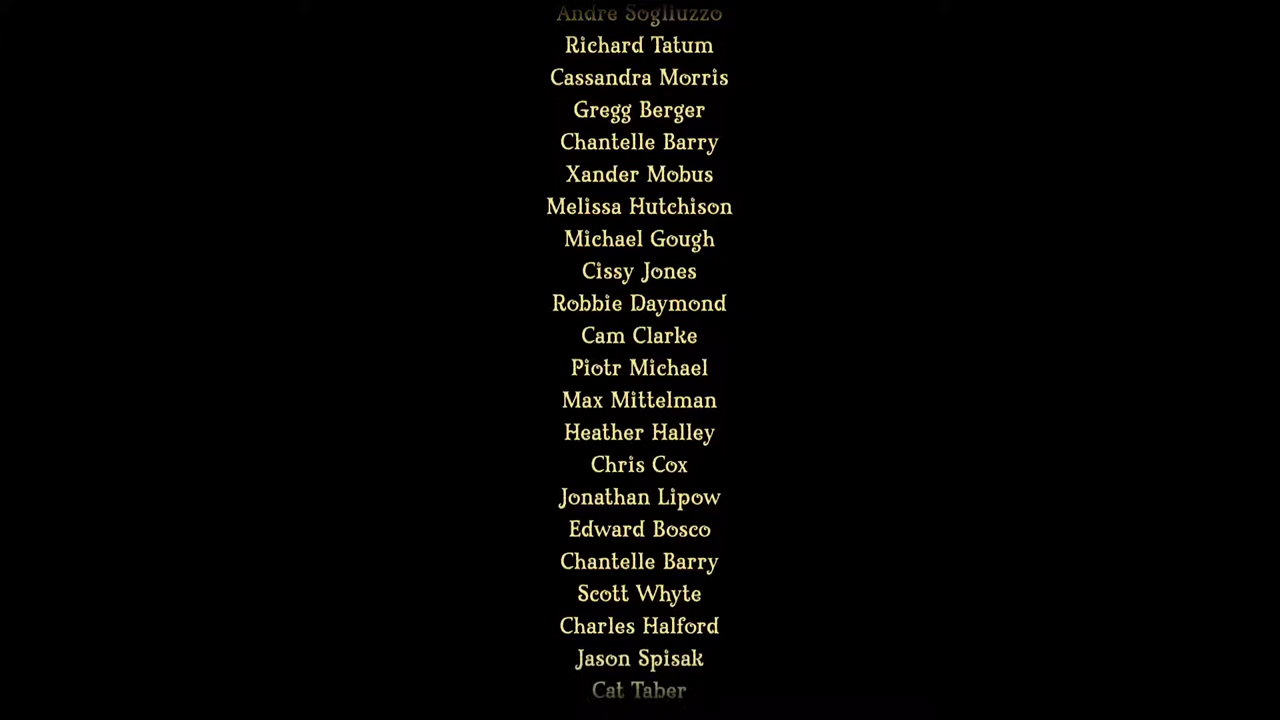 Andre Sogliuzzo
Richard Tatum
Cassandra Morris
Gregg Berger
Chantelle Barry
Xander Mobus
Melissa Hutchison
Michael Gough
Cissy Jones
Robbie Daymond
Cam Clarke
Piotr Michael
Max Mittelman
Heather Halley
Chris Cox
Jonathan Lipow
Edward Bosco
Chantelle Barry
Scott Whyte
Charles Halford
Jason Spisak
Cat Taber